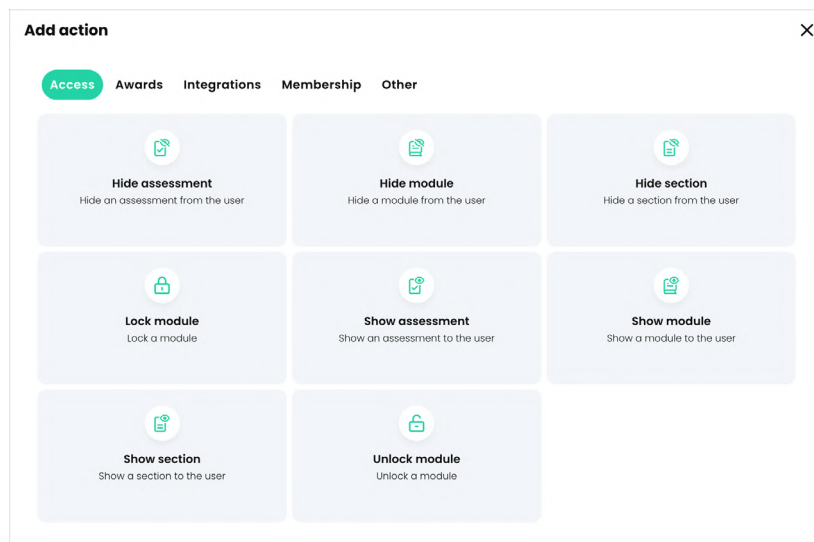 Add action
Access Awards Integrations Membership Other
Hide assessment
Hide an assessment from the user
Hide module
Hide a module from the user
Hide section
Hide a section from the user
Lock module
Lock a module
Show assessment
Show an assessment to the user
Show module
Show a module to the user
Show section
Show a section to the user
Unlock module
Unlock a module